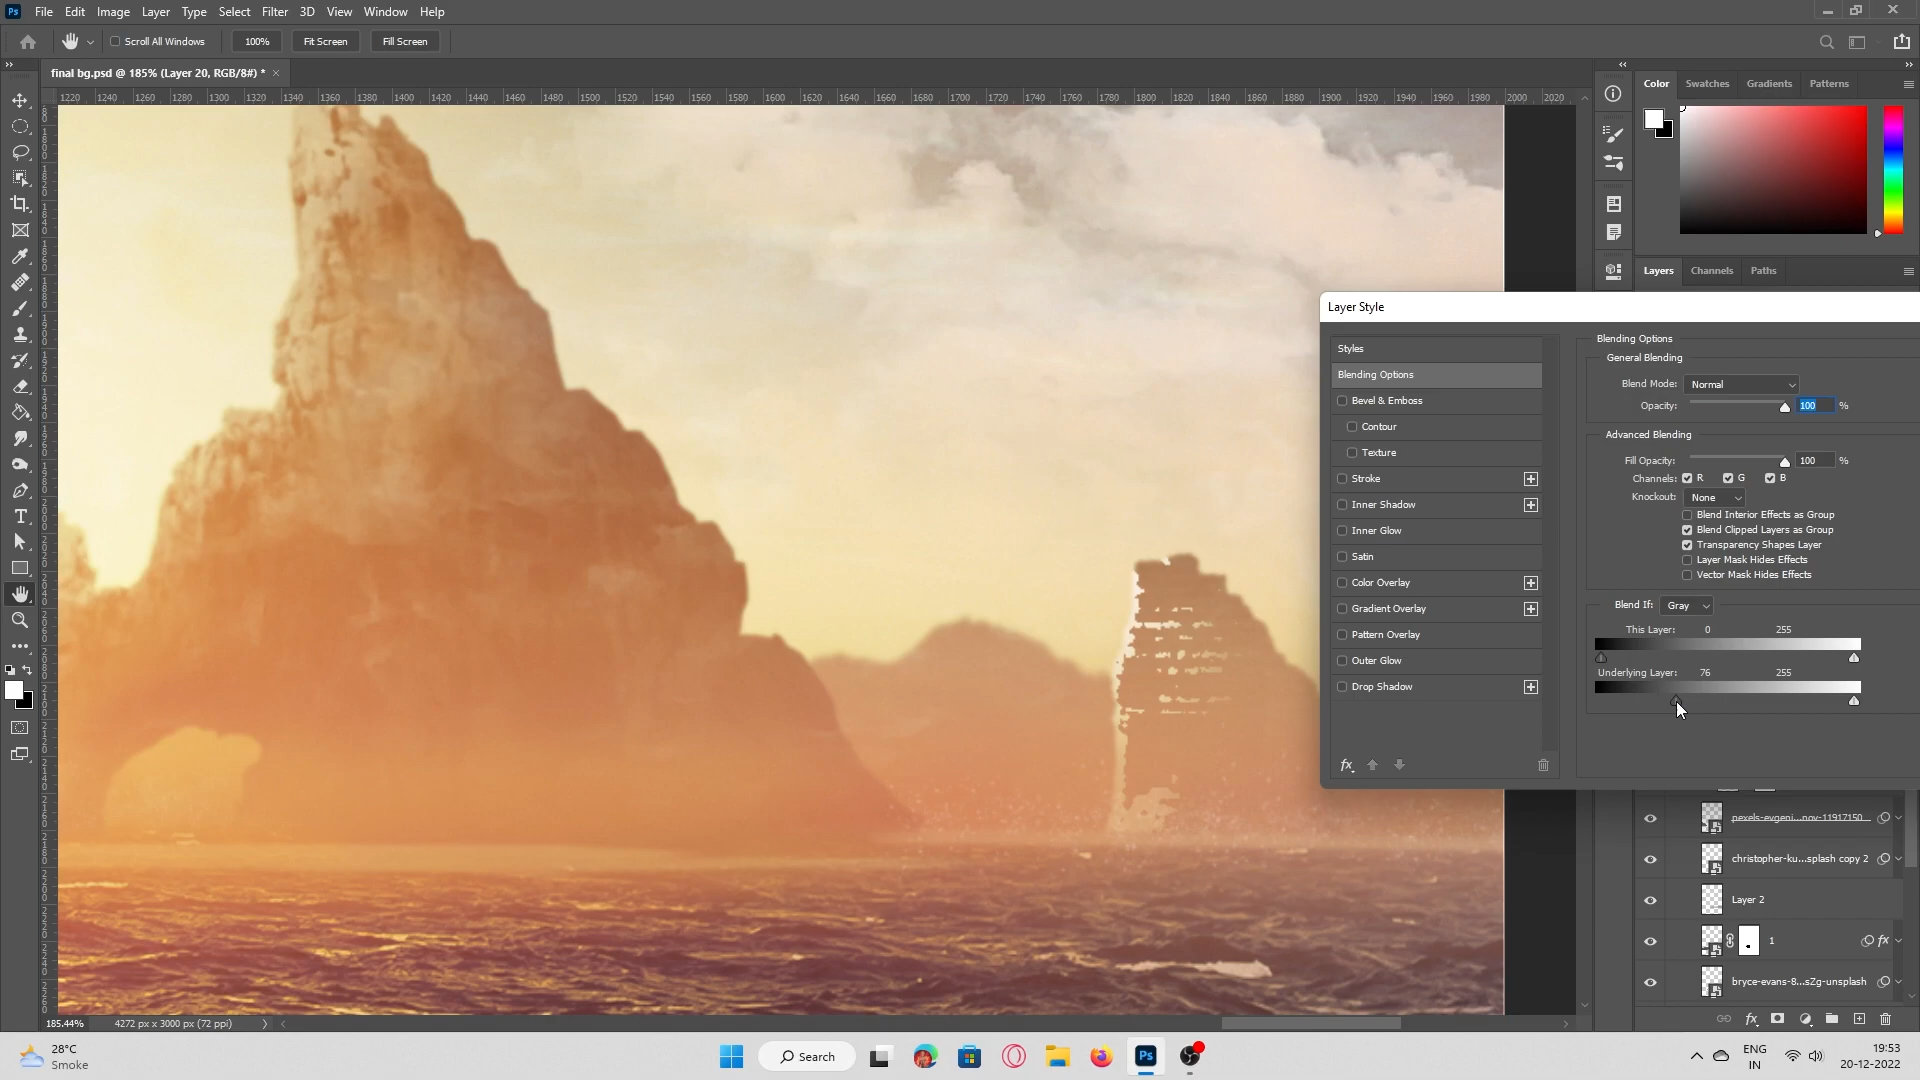 Ps File Edit Image Layer Type Select Filter 3D View Window Help
Scroll All Windows 100% Fit Screen Fill Screen
final bg.psd @ 185% (Layer 20, RGB/8#) * ×
1220 1240 1260 1280 1300 1320 1340 1360 1380 1400 1420 1440 1460 1480 1500 1520 1540 1560 1580 1600 1620 1640 1660 1680 1700 1720 1740 1760 1780 1800 1820 1840 1860 1880 1900 1920 1940 1960 1980 2000 2020
Color Swatches Gradients Patterns
Layers Channels Paths
Layer Style
Styles
Blending Options
Bevel & Emboss
Contour
Texture
Stroke
Inner Shadow
Inner Glow
Satin
Color Overlay
Gradient Overlay
Pattern Overlay
Outer Glow
Drop Shadow
fx
Blending Options
General Blending
Blend Mode: Normal
Opacity: 100 %
Advanced Blending
Fill Opacity: 100 %
Channels: R G B
Knockout: None
Blend Interior Effects as Group
Blend Clipped Layers as Group
Transparency Shapes Layer
Layer Mask Hides Effects
Vector Mask Hides Effects
Blend If: Gray
This Layer: 0 255
Underlying Layer: 76 255
pexels-evgeni...nov-11917150
christopher-ku...splash copy 2
Layer 2
1 fx
bryce-evans-8...sZg-unsplash
fx
185.44% 4272 px x 3000 px (72 ppi)
28°C
Smoke
Search
Ps
ENG
IN
19:53
20-12-2022